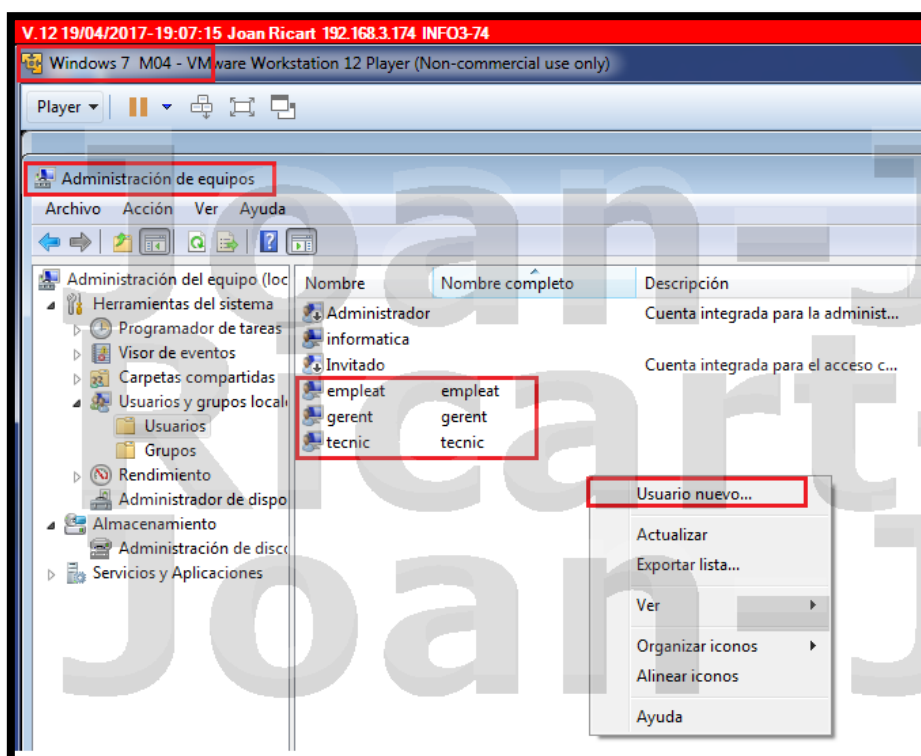 V.12 19/04/2017-19:07:15 Joan Ricart 192.168.3.174 INFO3-74
Windows 7 M04 - VMware Workstation 12 Player (Non-commercial use only)
Player
Administración de equipos
Archivo Acción Ver Ayuda
Administración del equipo (loc
Herramientas del sistema
Programador de tareas
Visor de eventos
Carpetas compartidas
Usuarios y grupos local
Usuarios
Grupos
Rendimiento
Administrador de dispo
Almacenamiento
Administración de disc
Servicios y Aplicaciones
Nombre Nombre completo Descripción
Administrador Cuenta integrada para la administ...
informatica
Invitado Cuenta integrada para el acceso c...
empleat empleat
gerent gerent
tecnic tecnic
Usuario nuevo...
Actualizar
Exportar lista...
Ver
Organizar iconos
Alinear iconos
Ayuda
Joan- J
Ricart-
Joan- J